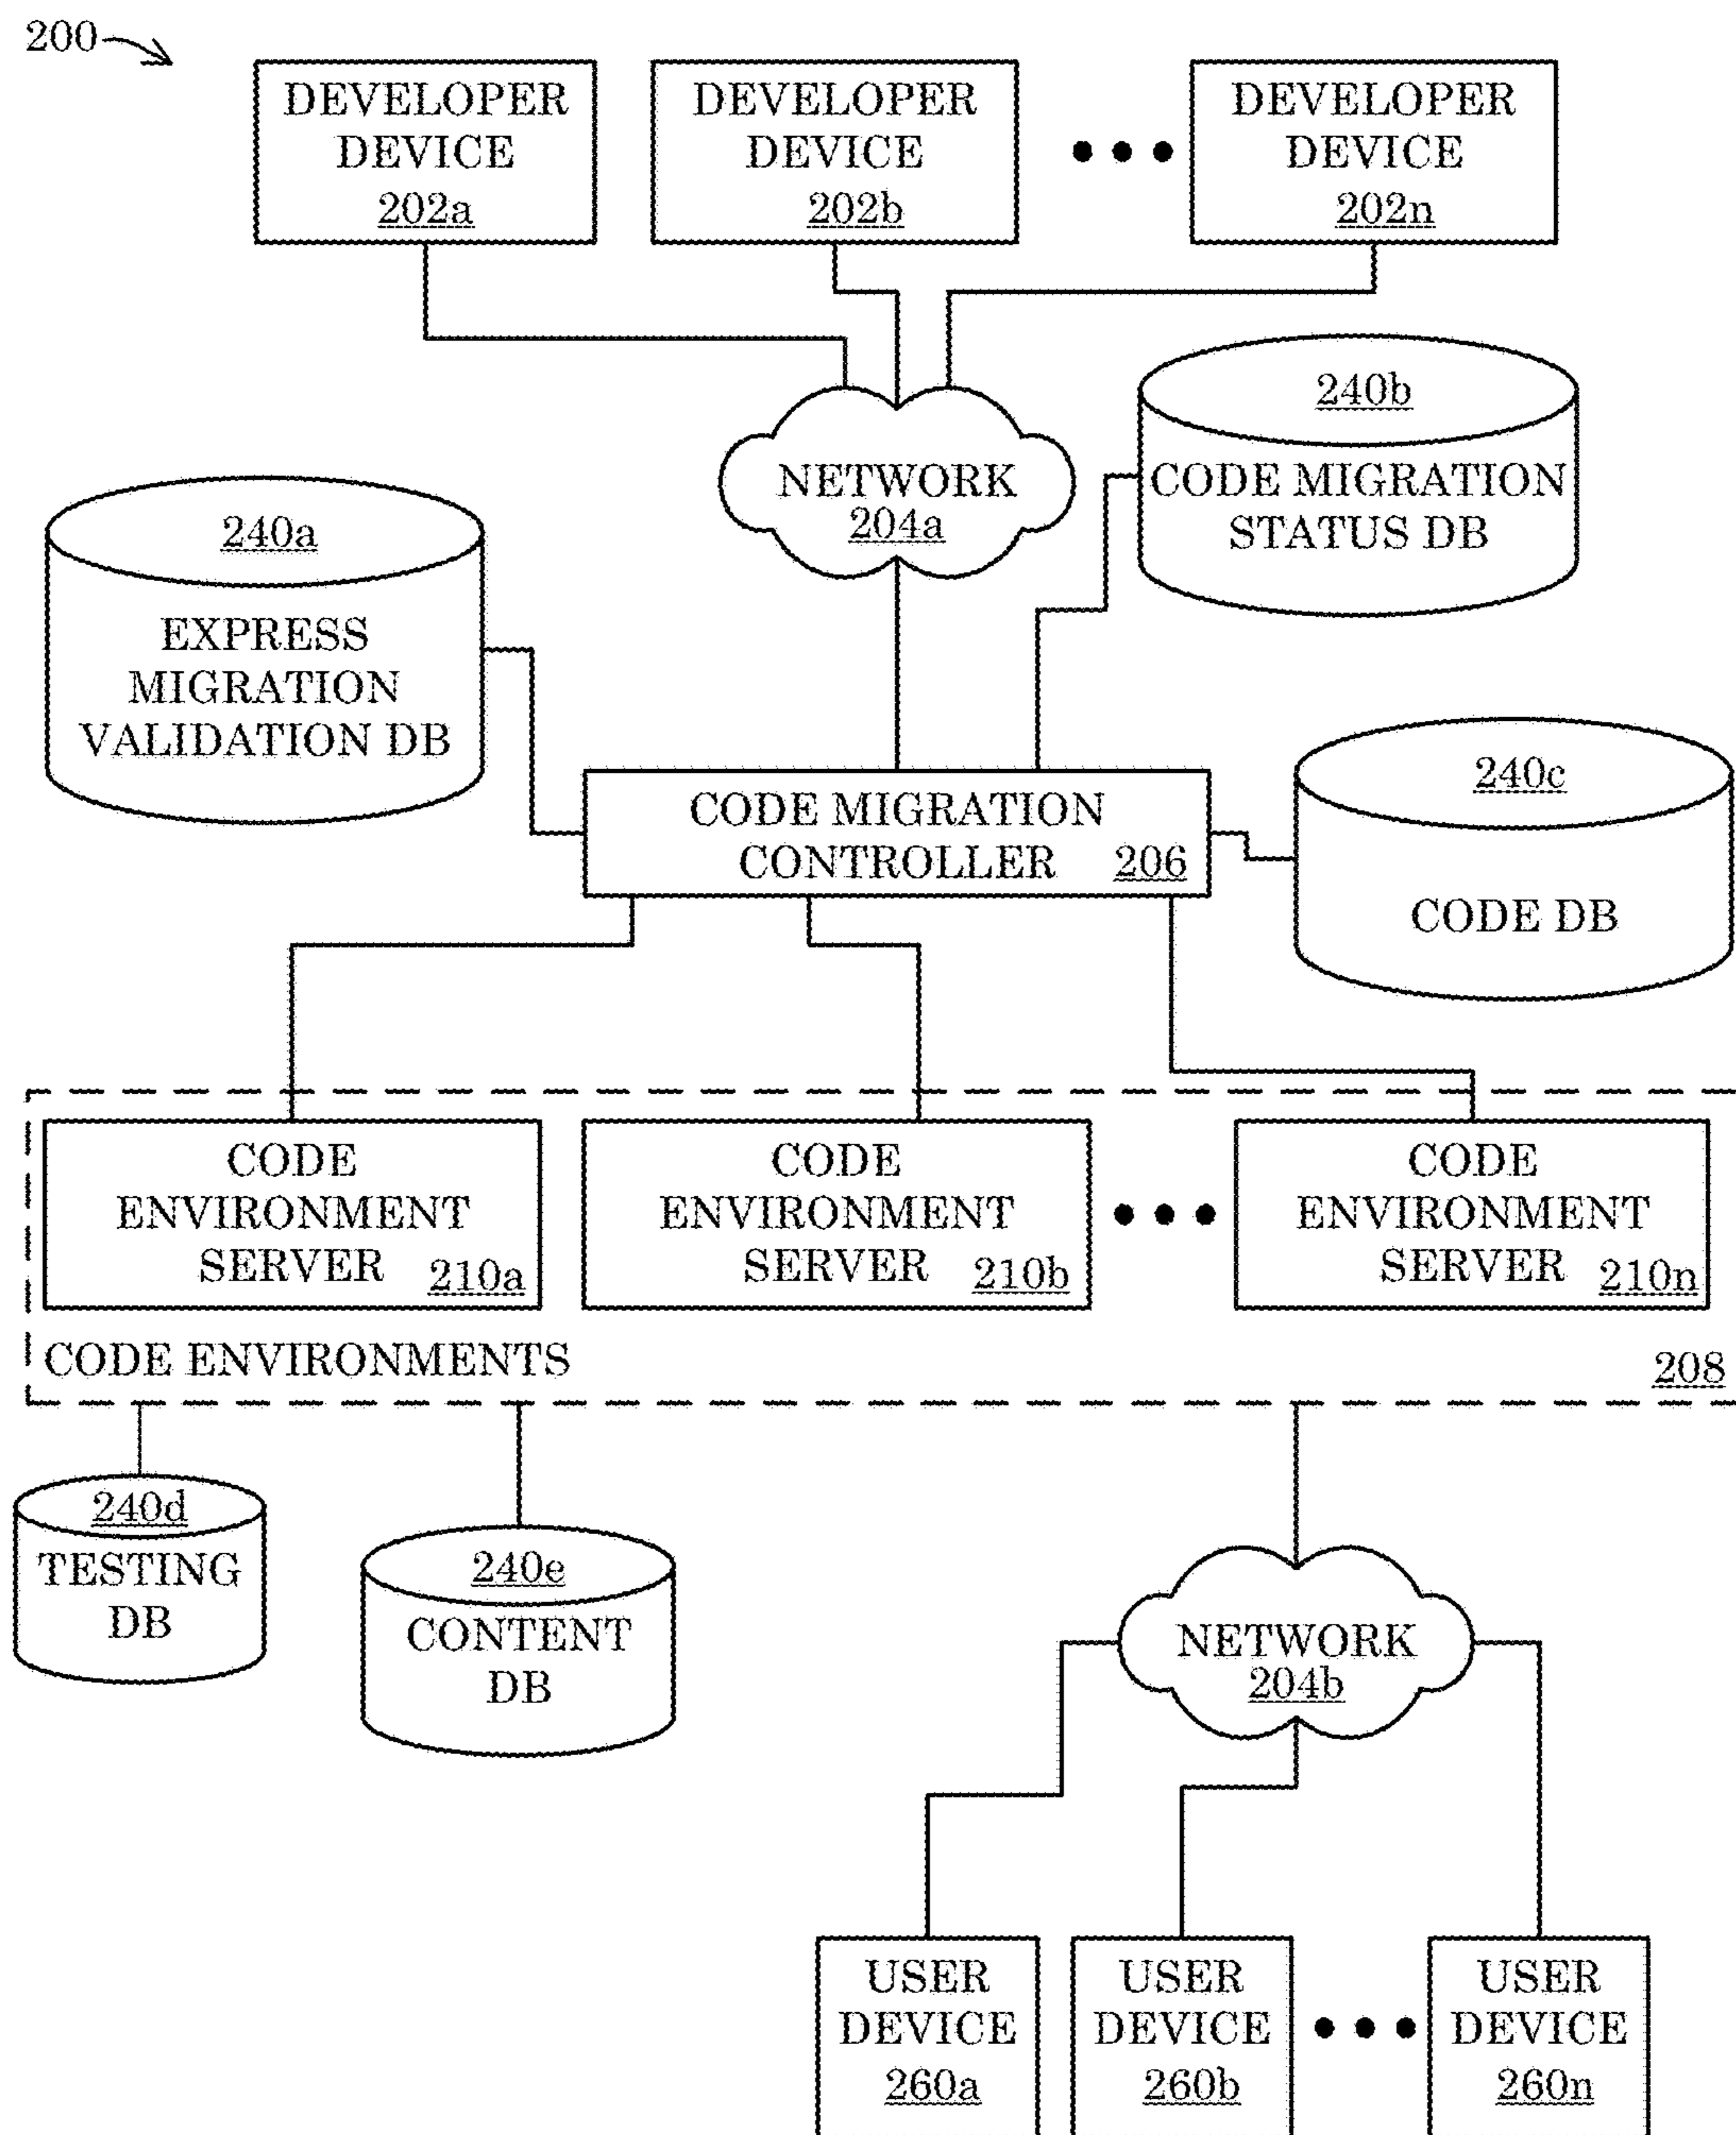 200
DEVELOPER
DEVICE
202a
DEVELOPER
DEVICE
202b
DEVELOPER
DEVICE
202n
240b
CODE MIGRATION
STATUS DB
NETWORK
204a
240a
EXPRESS
MIGRATION
VALIDATION DB
CODE MIGRATION
CONTROLLER 206
240c
CODE DB
CODE
ENVIRONMENT
SERVER 210a
CODE
ENVIRONMENT
SERVER 210b
CODE
ENVIRONMENT
SERVER 210n
CODE ENVIRONMENTS 208
240d
TESTING
DB
240e
CONTENT
DB
NETWORK
204b
USER
DEVICE
260a
USER
DEVICE
260b
USER
DEVICE
260n